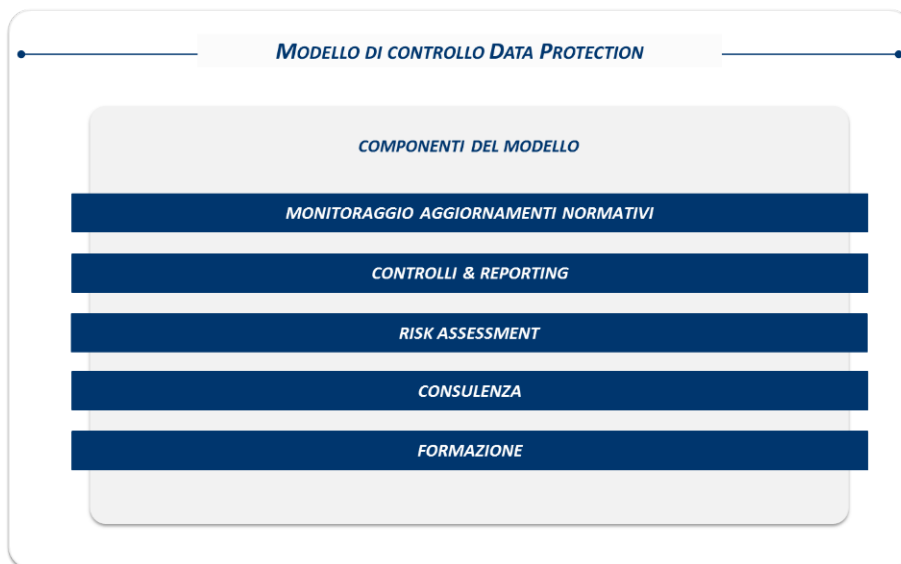 MODELLO DI CONTROLLO DATA PROTECTION
COMPONENTI DEL MODELLO
MONITORAGGIO AGGIORNAMENTI NORMATIVI
CONTROLLI & REPORTING
RISK ASSESSMENT
CONSULENZA
FORMAZIONE